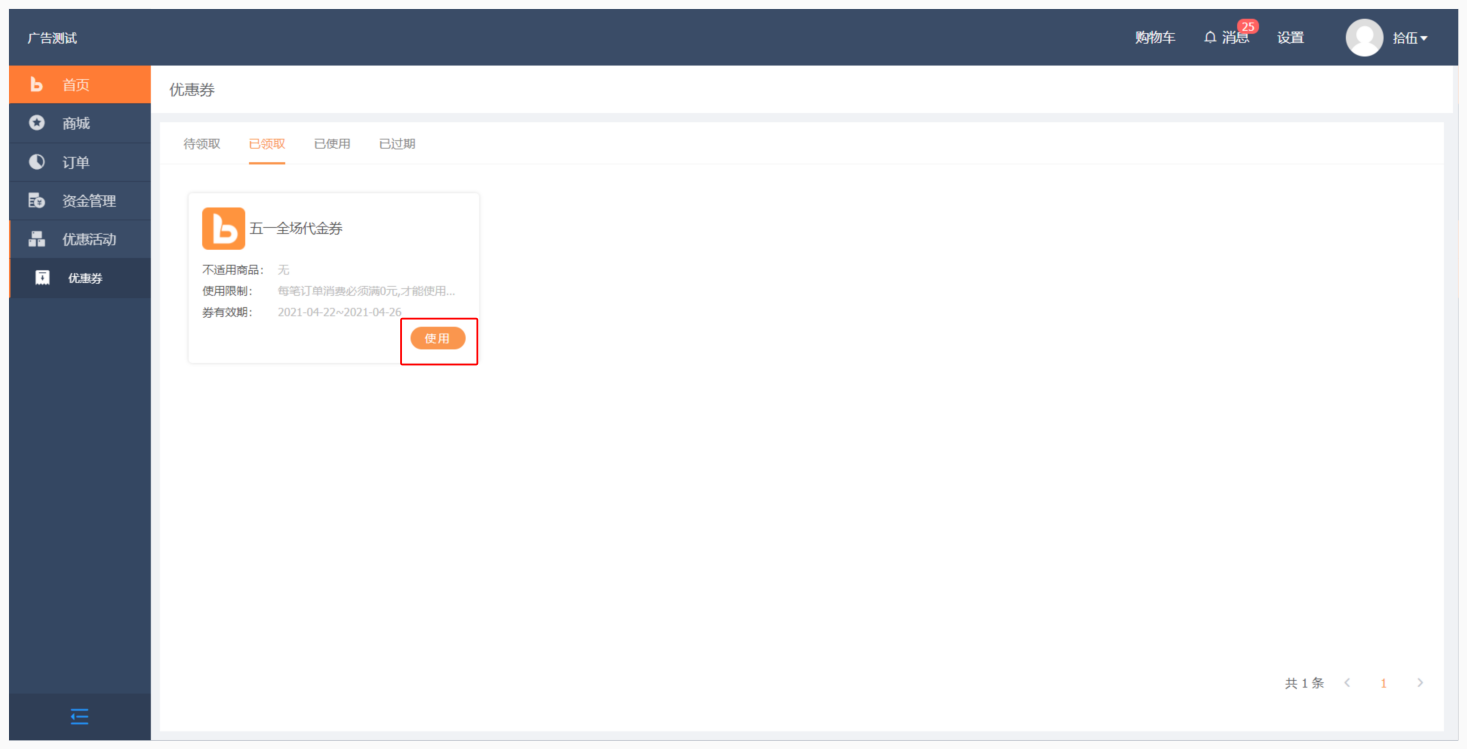 广告测试
购物车 消息 25 设置 拾伍
首页
商城
订单
资金管理
优惠活动
优惠券
优惠券
待领取 已领取 已使用 已过期
五一全场代金券
不适用商品： 无
使用限制： 每笔订单消费必须满0元,才能使用...
券有效期： 2021-04-22~2021-04-26
使用
共 1 条 < 1 >